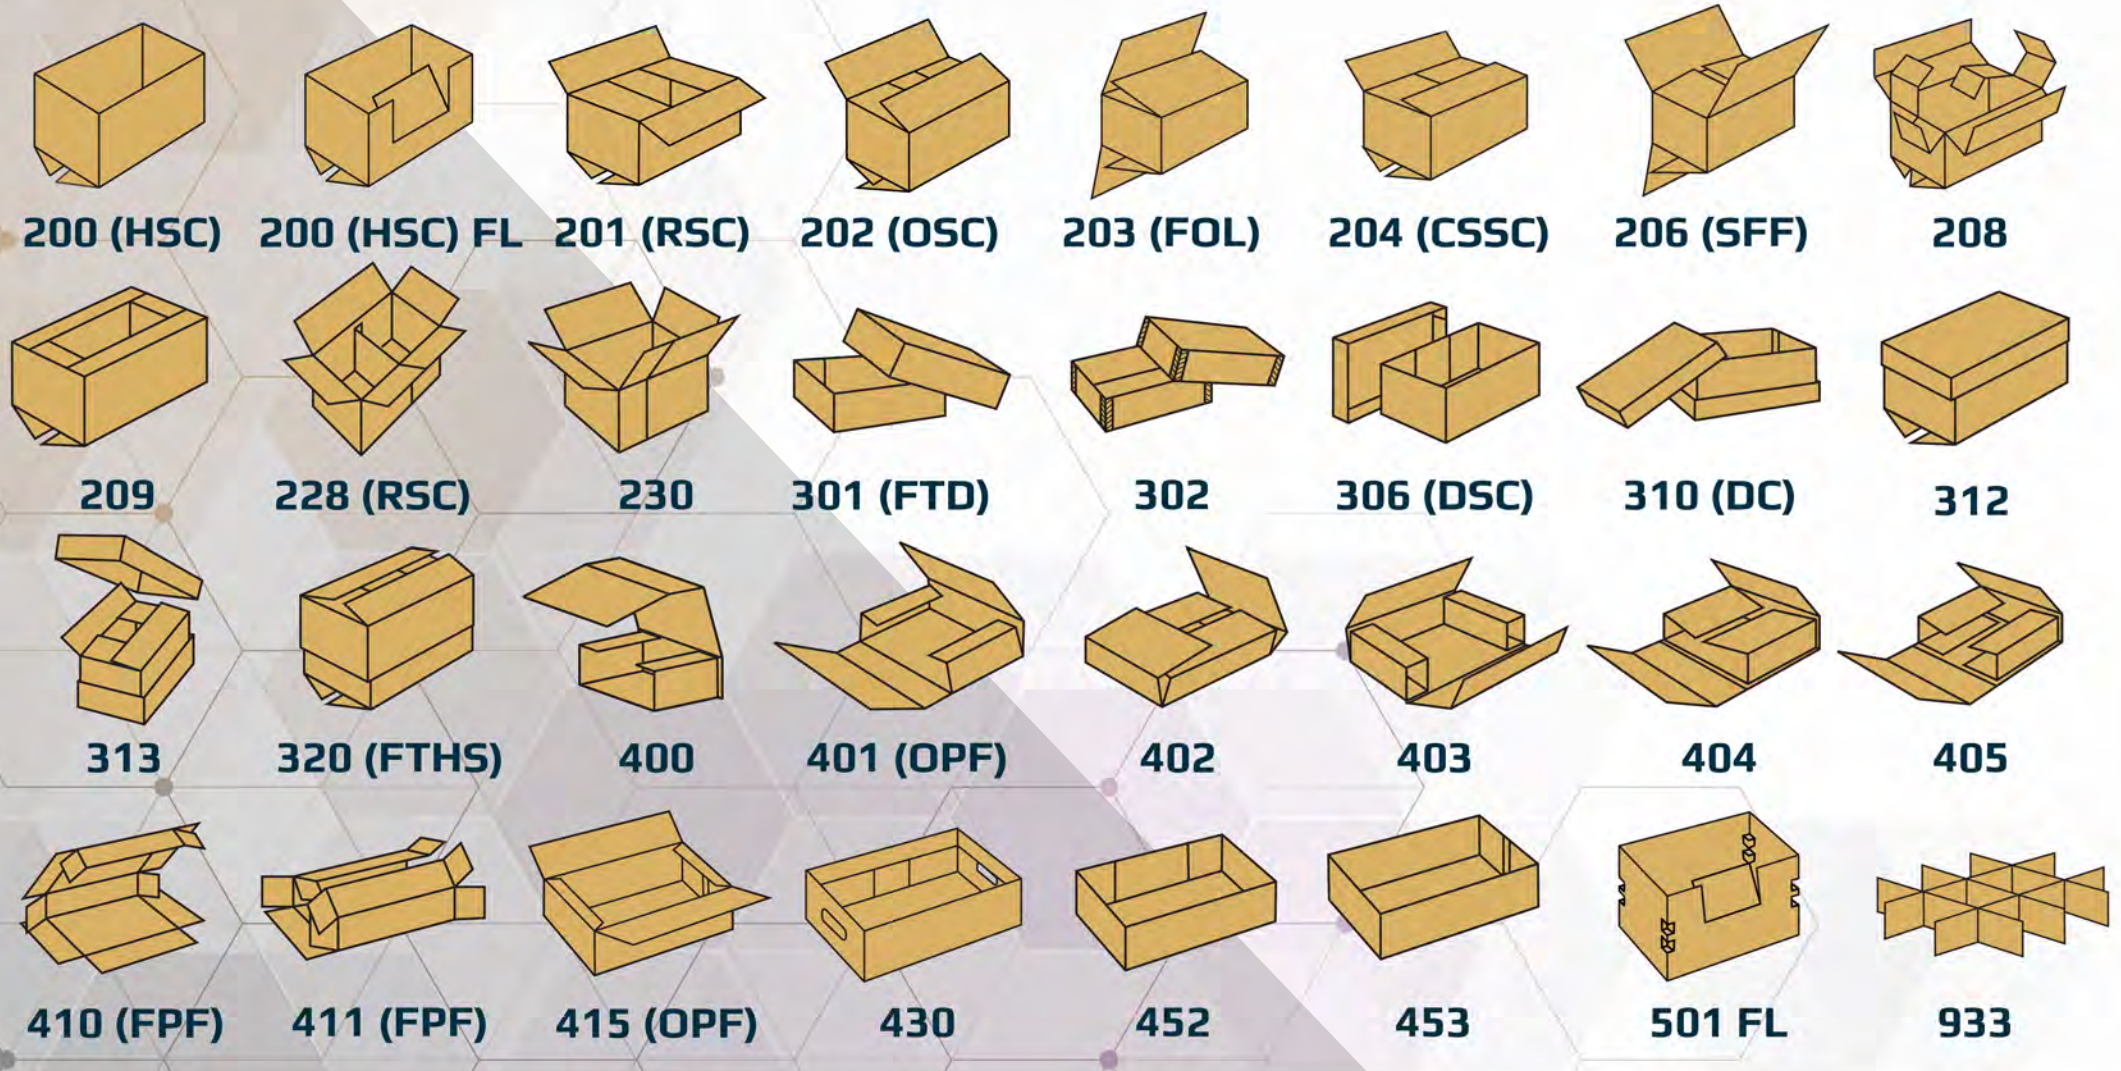 200 (HSC) 200 (HSC) FL 201 (RSC) 202 (OSC) 203 (FOL) 204 (CSSC) 206 (SFF) 208
209 228 (RSC) 230 301 (FTD) 302 306 (DSC) 310 (DC) 312
313 320 (FTHS) 400 401 (OPF) 402 403 404 405
410 (FPF) 411 (FPF) 415 (OPF) 430 452 453 501 FL 933